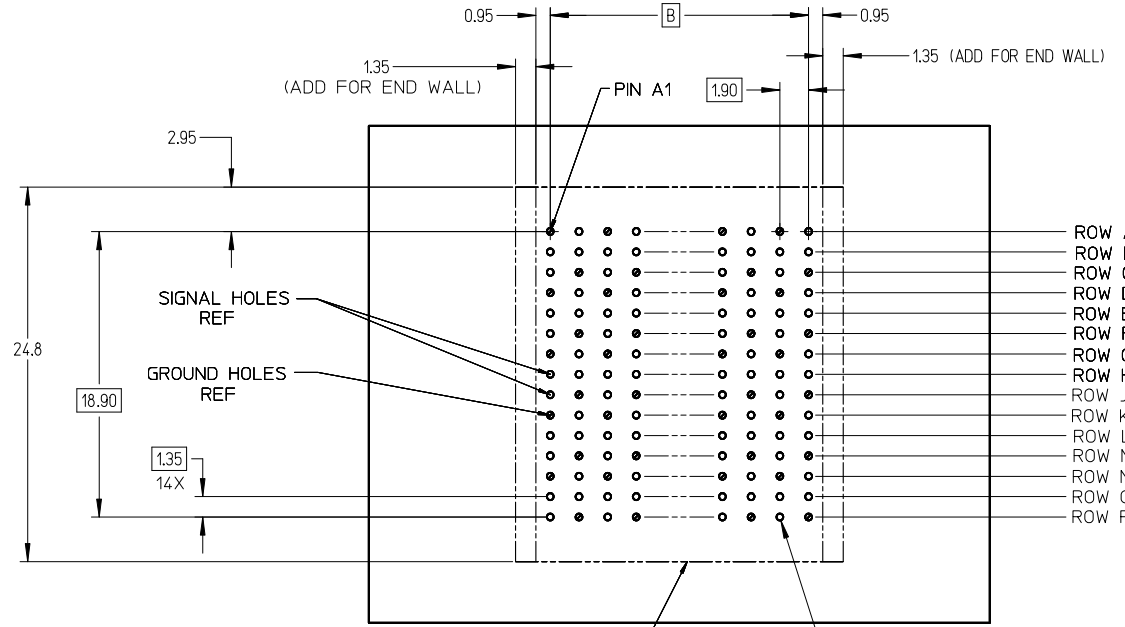 0.95
B
0.95
1.35
(ADD FOR END WALL)
1.35 (ADD FOR END WALL)
PIN A1
1.90
2.95
ROW
ROW
ROW
SIGNAL HOLES
REF
ROW
ROW
ROW
24.8
ROW
GROUND HOLES
REF
ROW
ROW
18.90
ROW
ROW
1.35
14X
ROW
ROW
ROW
ROW